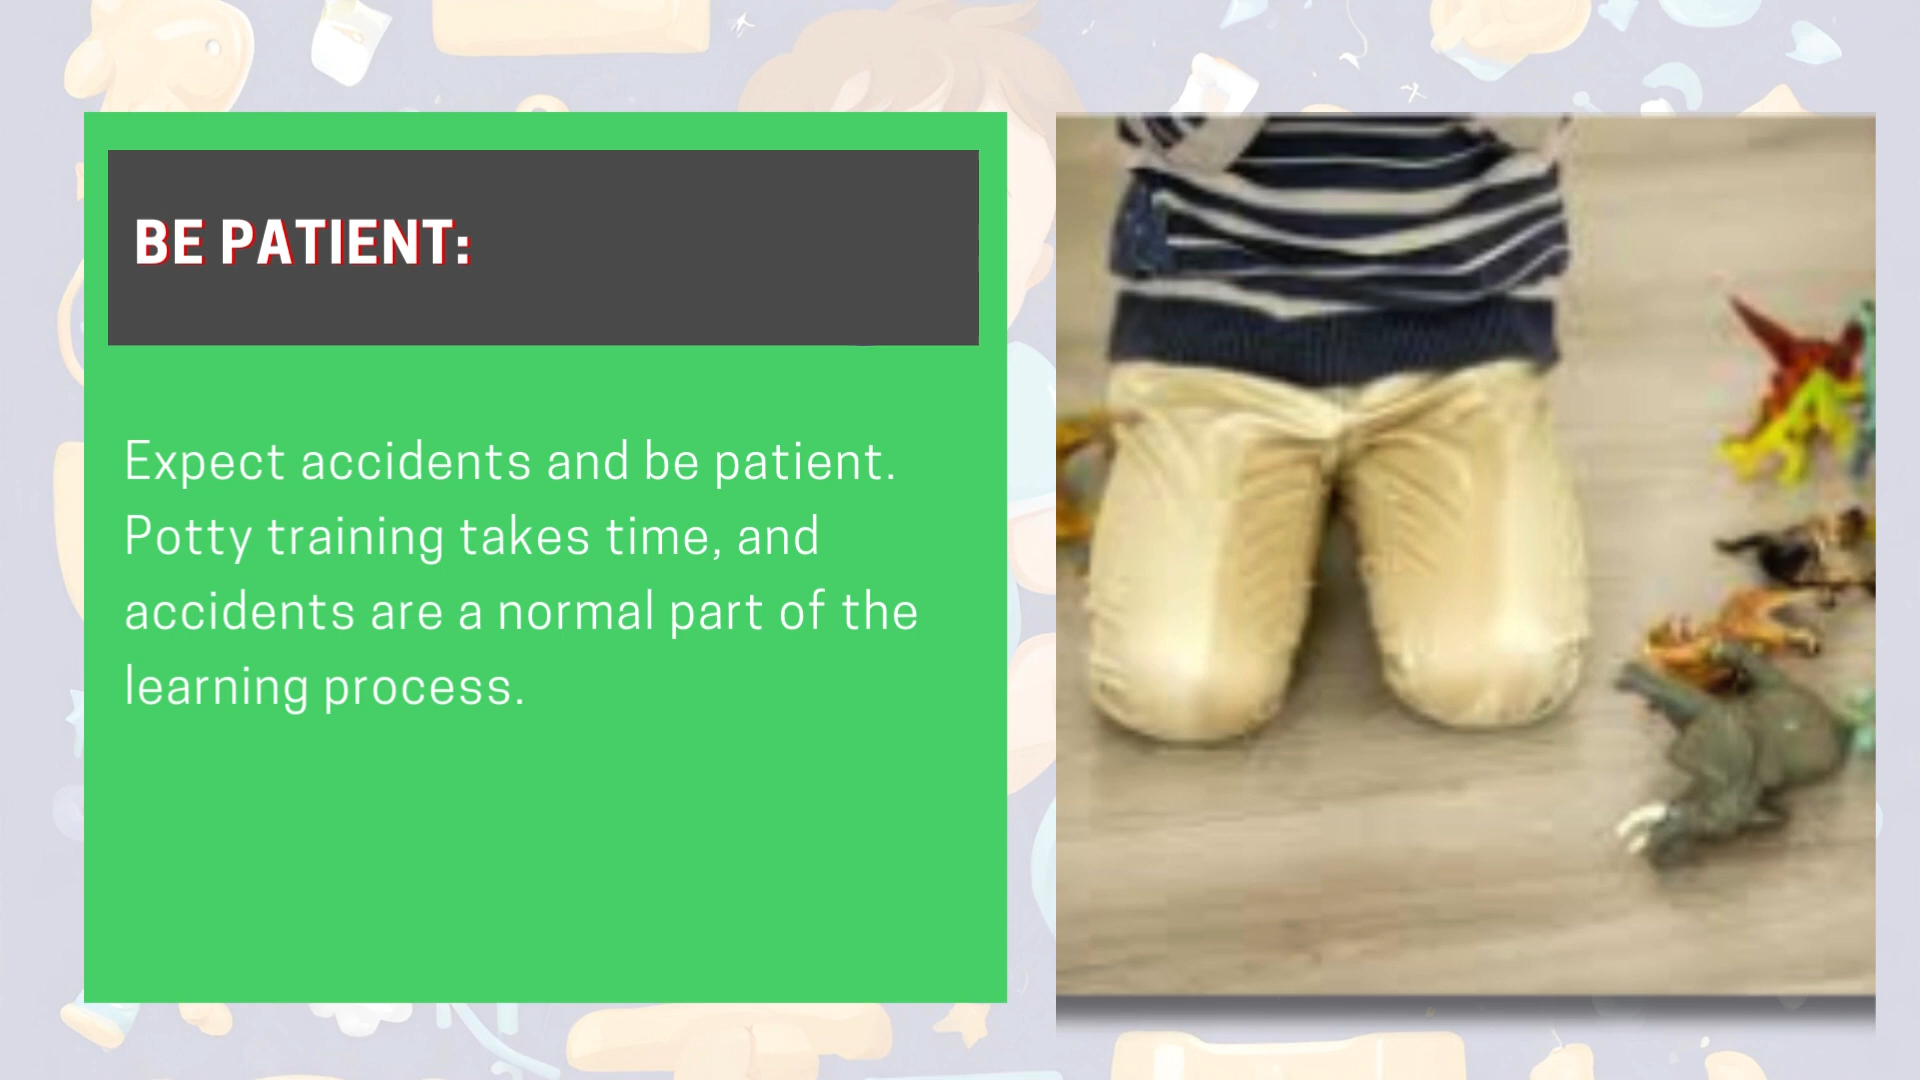 BE PATIENT:
Expect accidents and be patient.
Potty training takes time, and
accidents are a normal part of the
learning process.